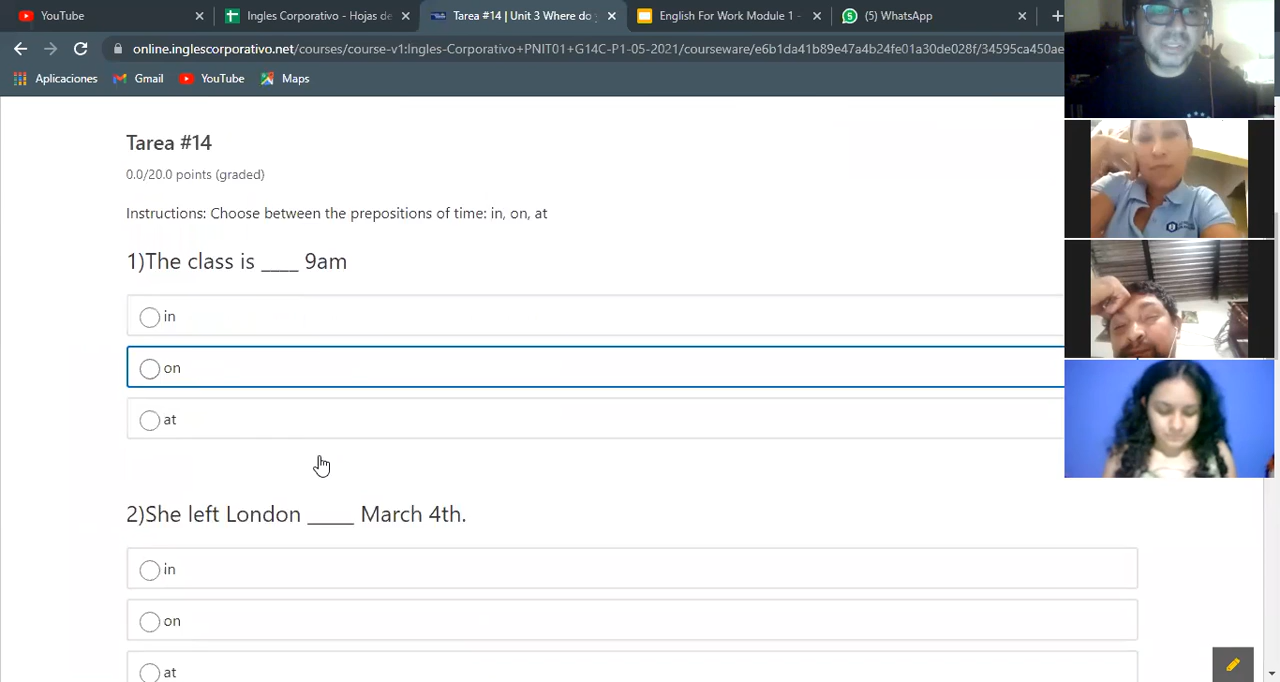 YouTube
Ingles Corporativo - Hojas de
Tarea #14 | Unit 3 Where do
English For Work Module 1 -
(5) WhatsApp
online.inglescorporativo.net/courses/course-v1:Ingles-Corporativo+PNIT01+G14C-P1-05-2021/courseware/e6b1da41b89e47a4b24fe01a30de028f/34595ca450ae
Aplicaciones
Gmail
YouTube
Maps
Tarea #14
0.0/20.0 points (graded)
Instructions: Choose between the prepositions of time: in, on, at
1)The class is ____ 9am
in
on
at
2)She left London _____ March 4th.
in
on
at